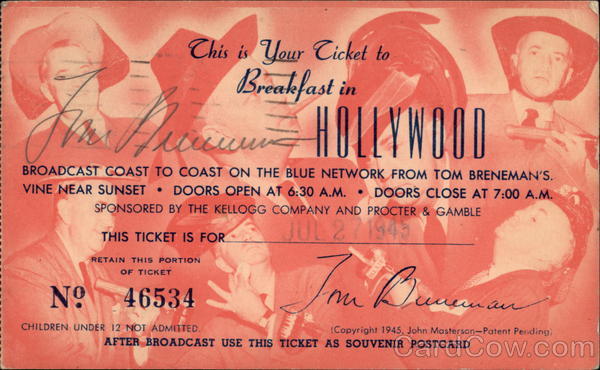 This is Your Ticket to
Breakfast in
HOLLYWOOD
Tom Breneman
BROADCAST COAST TO COAST ON THE BLUE NETWORK FROM TOM BRENEMAN'S.
VINE NEAR SUNSET • DOORS OPEN AT 6:30 A.M. • DOORS CLOSE AT 7:00 A.M.
SPONSORED BY THE KELLOGG COMPANY AND PROCTER & GAMBLE
THIS TICKET IS FOR JUL 27 1945
RETAIN THIS PORTION
OF TICKET
No 46534
Tom Breneman
CHILDREN UNDER 12 NOT ADMITTED.
(Copyright 1945, John Masterson—Patent Pending)
AFTER BROADCAST USE THIS TICKET AS SOUVENIR POSTCARD
CardCow.com